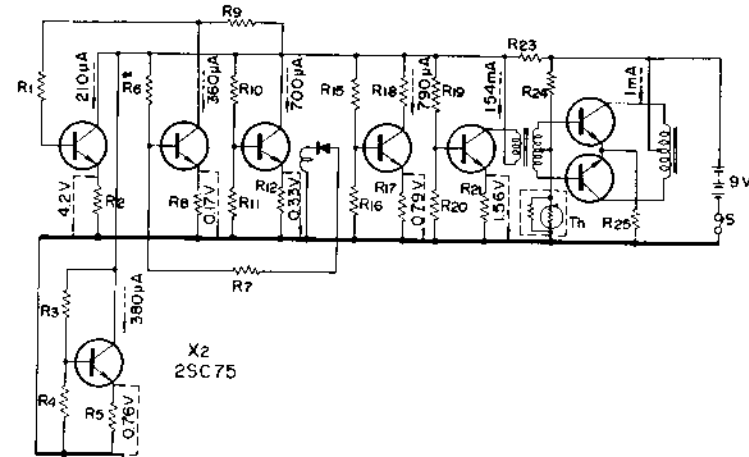 R9
R1
210µA
R6
*
360µA
R10
700µA
R15
R18
790µA
R19
1.54mA
R23
R24
1mA
9V
S
4.2V
R2
R8
0.17V
R11
R12
0.33V
R16
R17
0.79V
R20
R21
1.56V
Th
R25
R7
R3
380µA
R4
R5
0.76V
X2
2SC75